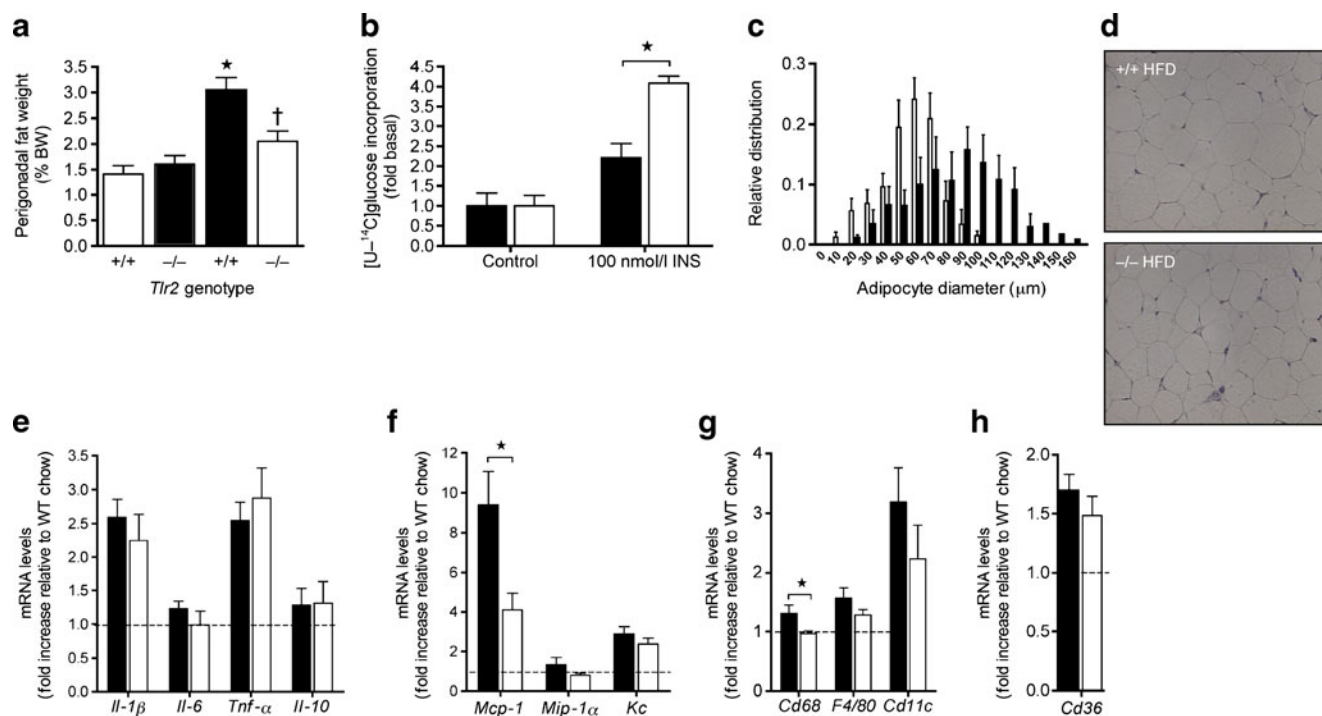 a
Perigonadal fat weight
(% BW)
3.5
3.0
2.5
2.0
1.5
1.0
0.5
0.0
★
†
+/+ –/– +/+ –/–
Tlr2 genotype
b
[U–¹⁴C]glucose incorporation
(fold basal)
4.5
4.0
3.5
3.0
2.5
2.0
1.5
1.0
0.5
0.0
★
Control 100 nmol/l INS
c
Relative distribution
0.3
0.2
0.1
0.0
0 10 20 30 40 50 60 70 80 90 100 110 120 130 140 150 160
Adipocyte diameter (μm)
d
+/+ HFD
–/– HFD
e
mRNA levels
(fold increase relative to WT chow)
3.5
3.0
2.5
2.0
1.5
1.0
0.5
0.0
Il-1β Il-6 Tnf-α Il-10
f
mRNA levels
(fold increase relative to WT chow)
12
10
8
6
4
2
0
★
Mcp-1 Mip-1α Kc
g
mRNA levels
(fold increase relative to WT chow)
4
3
2
1
0
★
Cd68 F4/80 Cd11c
h
mRNA levels
(fold increase relative to WT chow)
2.0
1.5
1.0
0.5
0.0
Cd36